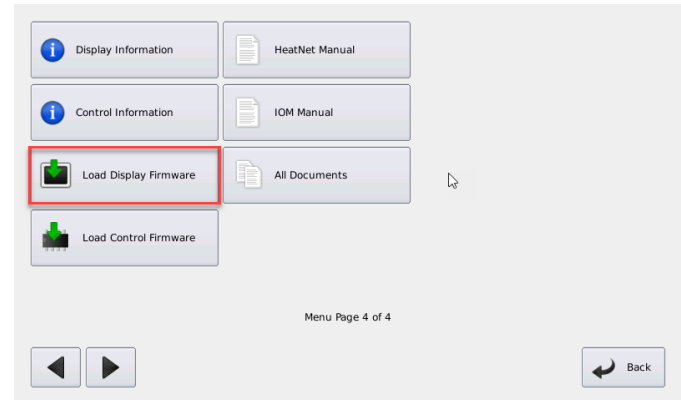 Display Information
HeatNet Manual
Control Information
IOM Manual
Load Display Firmware
All Documents
Load Control Firmware
Menu Page 4 of 4
Back